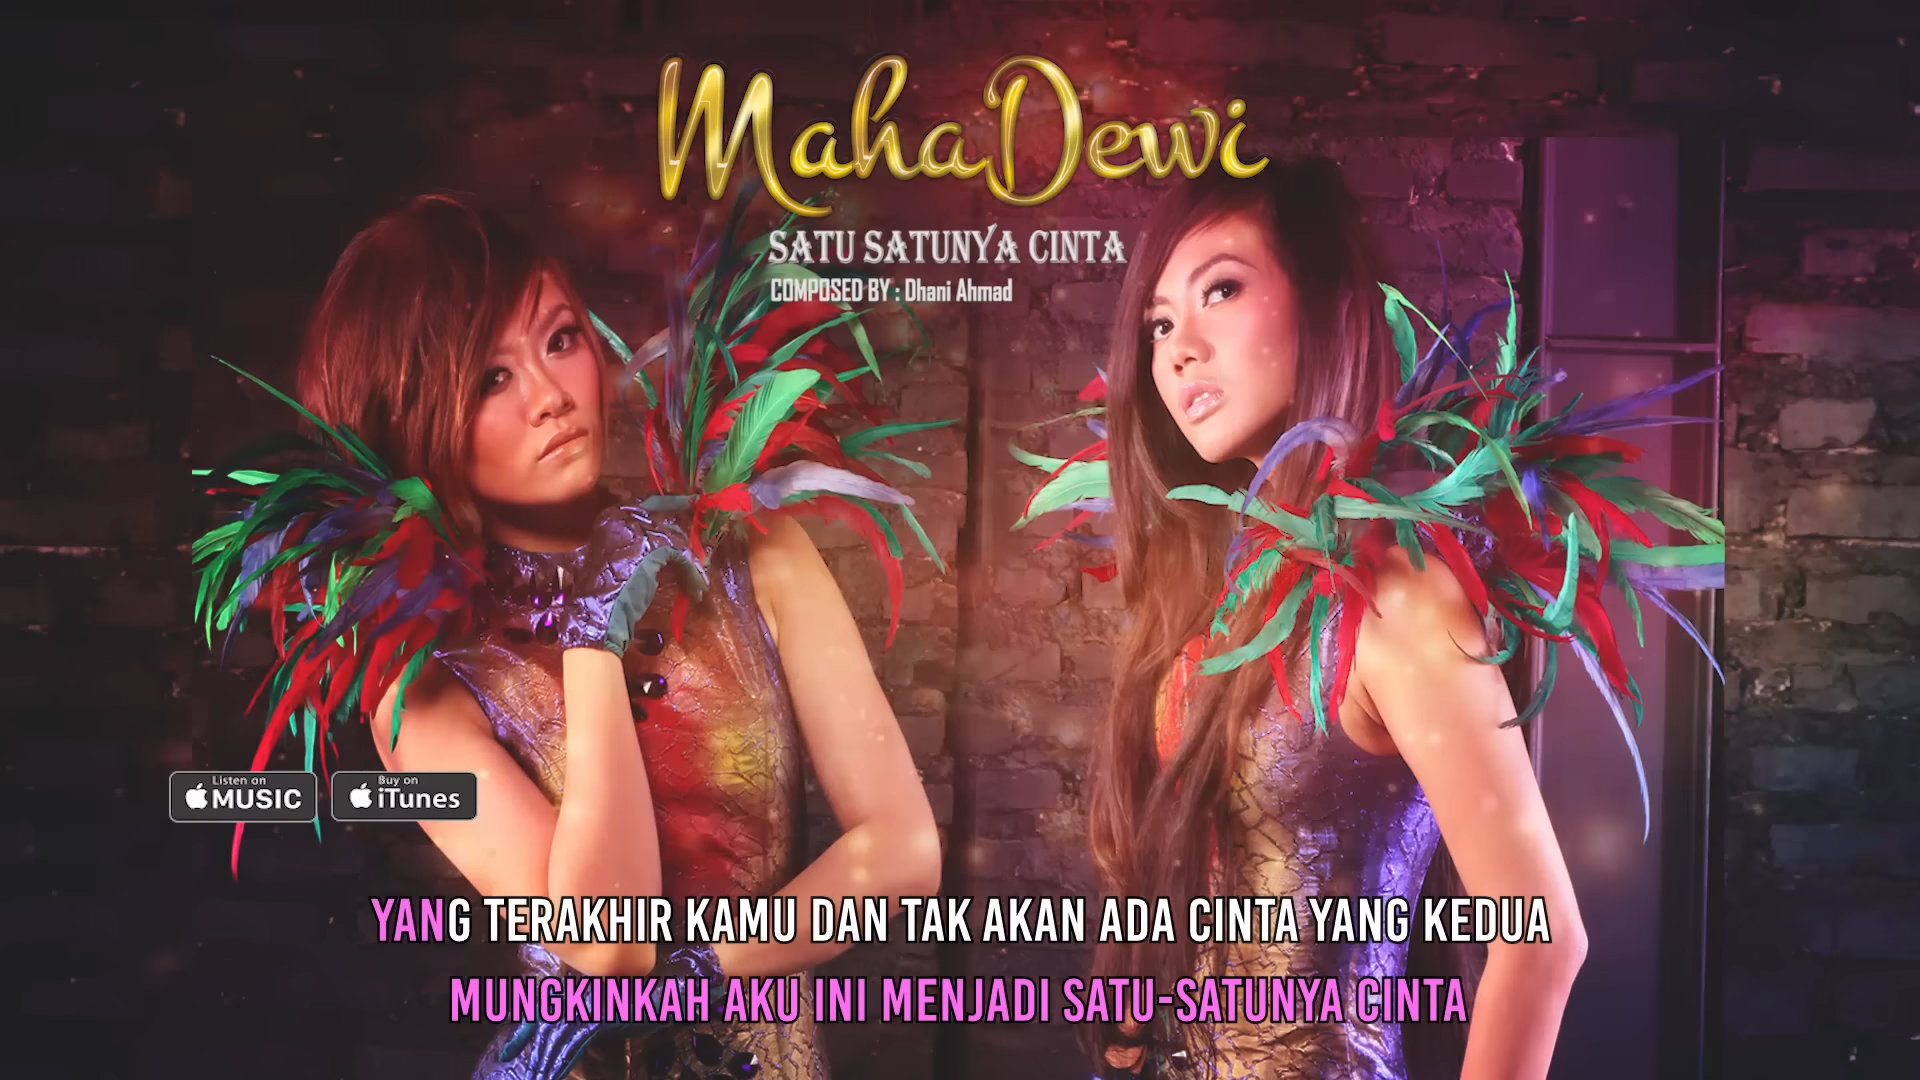 MahaDewi
SATU SATUNYA CINTA
COMPOSED BY : Dhani Ahmad
Listen on
MUSIC
Buy on
iTunes
YANG TERAKHIR KAMU DAN TAK AKAN ADA CINTA YANG KEDUA
MUNGKINKAH AKU INI MENJADI SATU-SATUNYA CINTA